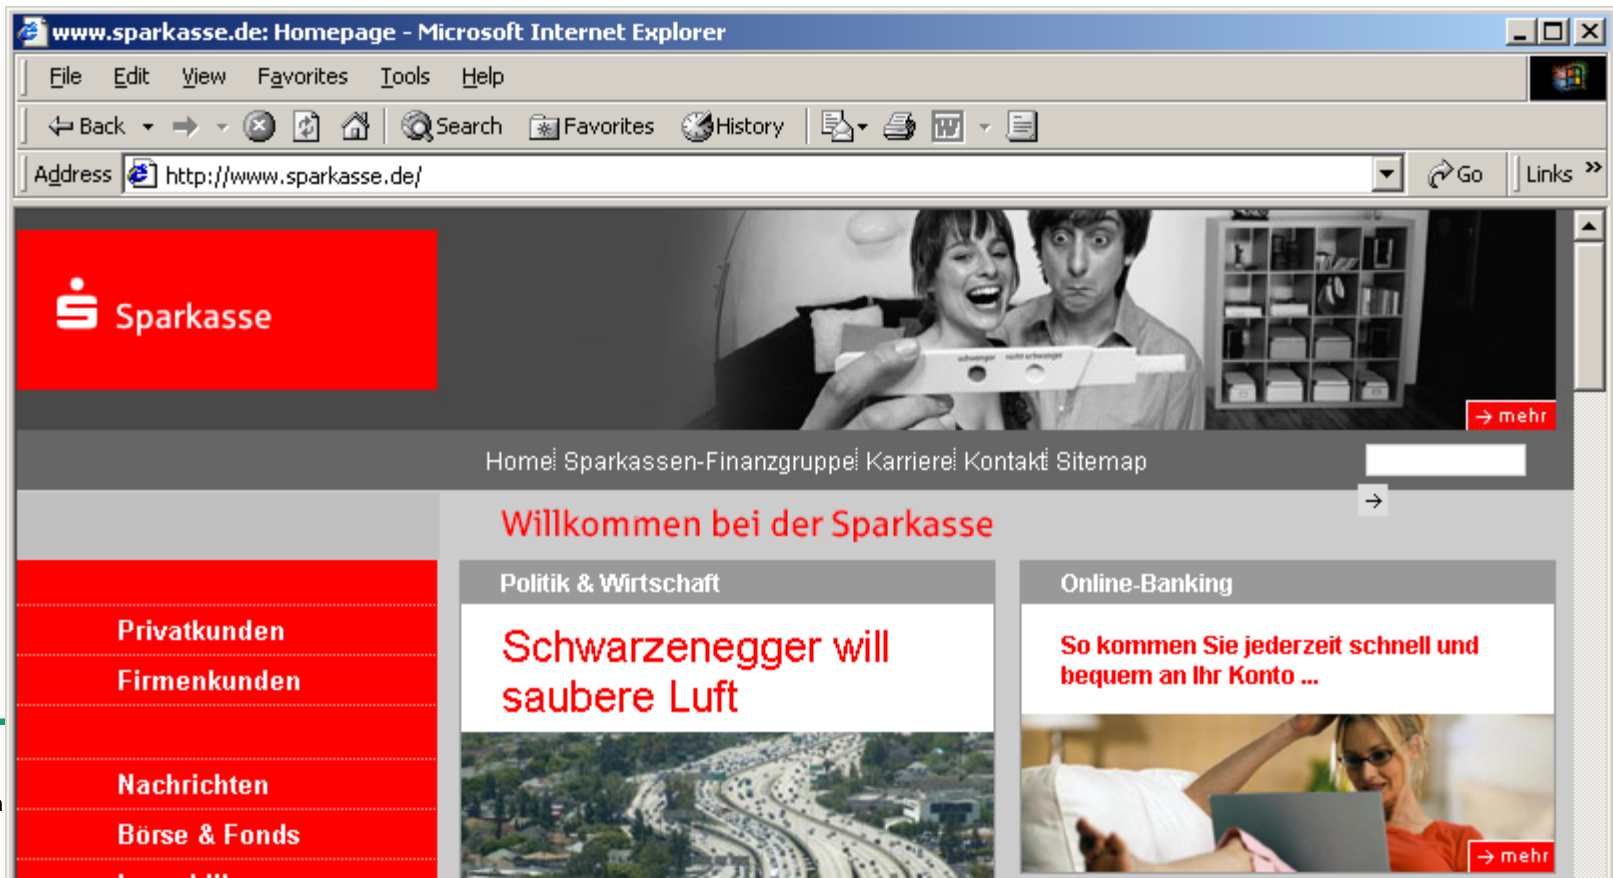 www.sparkasse.de: Homepage - Microsoft Internet Explorer
File Edit View Favorites Tools Help
Back Search Favorites History
Address http://www.sparkasse.de/ Go Links »
Sparkasse
schwanger nicht schwanger
→ mehr
Home Sparkassen-Finanzgruppe Karriere Kontakt Sitemap
Willkommen bei der Sparkasse
Privatkunden
Firmenkunden
Nachrichten
Börse & Fonds
Politik & Wirtschaft
Schwarzenegger will
saubere Luft
Online-Banking
So kommen Sie jederzeit schnell und
bequem an Ihr Konto ...
→ mehr